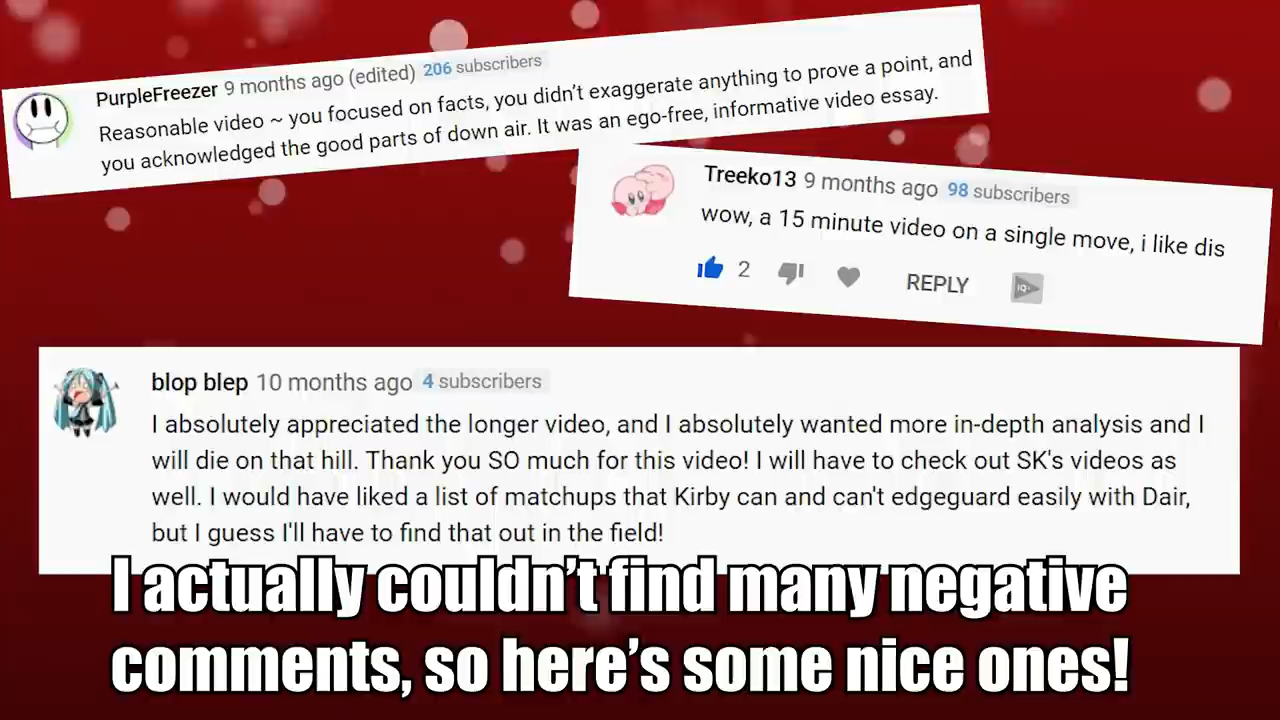 PurpleFreezer 9 months ago (edited) 206 subscribers
Reasonable video ~ you focused on facts, you didn't exaggerate anything to prove a point, and
you acknowledged the good parts of down air. It was an ego-free, informative video essay.
Treeko13 9 months ago 98 subscribers
wow, a 15 minute video on a single move, i like dis
2 REPLY IQ
blop blep 10 months ago 4 subscribers
I absolutely appreciated the longer video, and I absolutely wanted more in-depth analysis and I
will die on that hill. Thank you SO much for this video! I will have to check out SK's videos as
well. I would have liked a list of matchups that Kirby can and can't edgeguard easily with Dair,
but I guess I'll have to find that out in the field!
I actually couldn’t find many negative
comments, so here’s some nice ones!